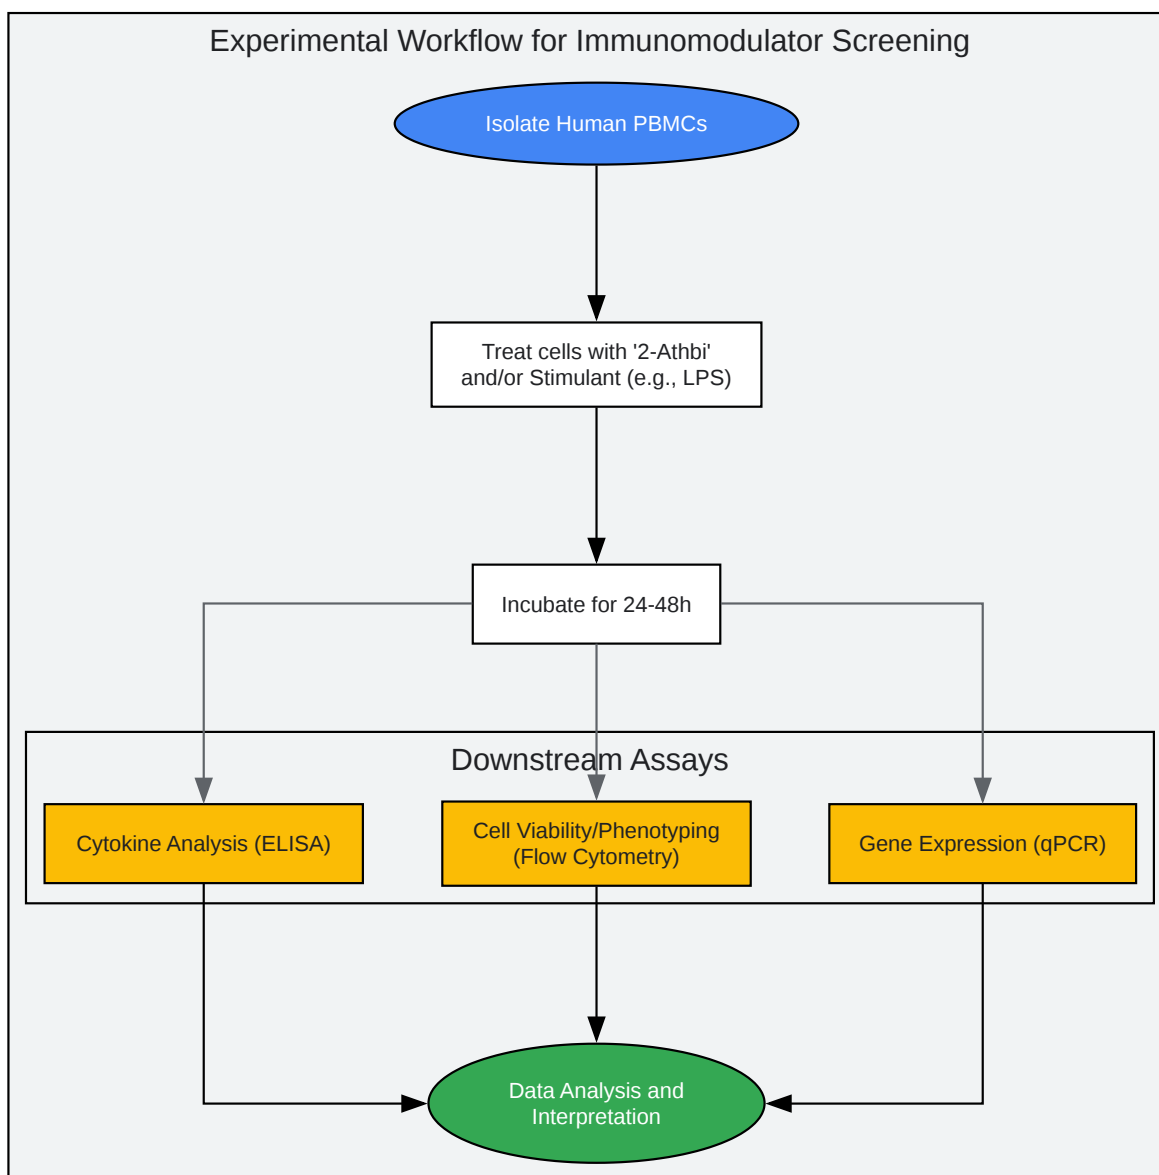 Experimental Workflow for Immunomodulator Screening
Isolate Human PBMCs
Treat cells with '2-Athbi'
and/or Stimulant (e.g., LPS)
Incubate for 24-48h
Downstream Assays
Cytokine Analysis (ELISA)
Cell Viability/Phenotyping
(Flow Cytometry)
Gene Expression (qPCR)
Data Analysis and
Interpretation